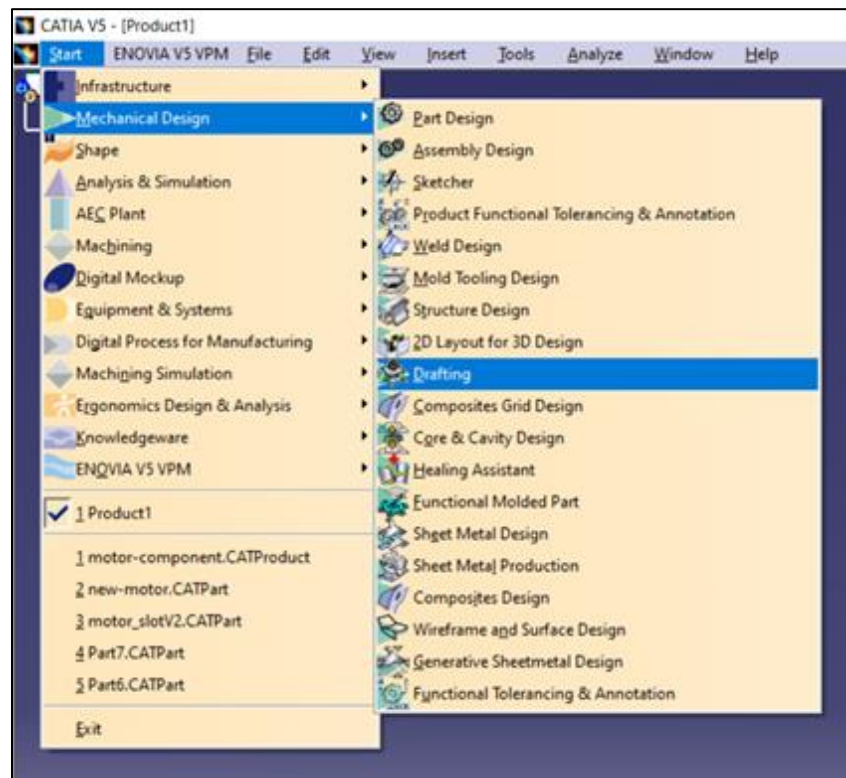 CATIA V5 - [Product1]
Start ENOVIA V5 VPM File Edit View Insert Tools Analyze Window Help
Infrastructure
Mechanical Design
Shape
Analysis & Simulation
AEC Plant
Machining
Digital Mockup
Equipment & Systems
Digital Process for Manufacturing
Machining Simulation
Ergonomics Design & Analysis
Knowledgeware
ENOVIA V5 VPM
1 Product1
1 motor-component.CATProduct
2 new-motor.CATPart
3 motor_slotV2.CATPart
4 Part7.CATPart
5 Part6.CATPart
Exit
Part Design
Assembly Design
Sketcher
Product Functional Tolerancing & Annotation
Weld Design
Mold Tooling Design
Structure Design
2D Layout for 3D Design
Drafting
Composites Grid Design
Core & Cavity Design
Healing Assistant
Functional Molded Part
Sheet Metal Design
Sheet Metal Production
Composites Design
Wireframe and Surface Design
Generative Sheetmetal Design
Functional Tolerancing & Annotation